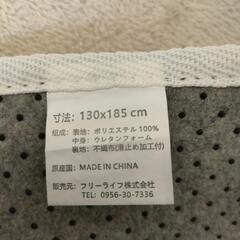 寸法: 130x185 cm
組成: 表地: ポリエステル 100%
中身: ウレタンフォーム
裏地: 不織布(滑止め加工付)
原産国: MADE IN CHINA
販売元: フリーライフ株式会社
TEL: 0956-30-7336